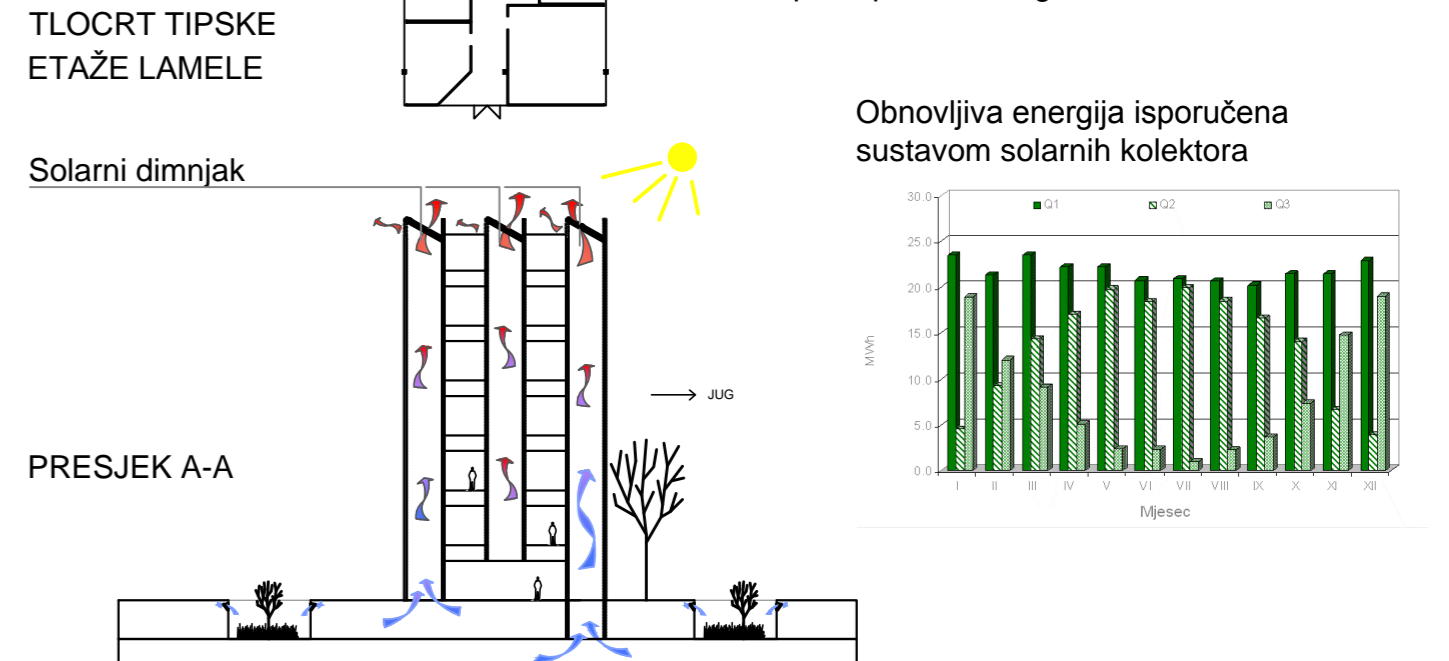 TLOCRT TIPSKE
ETAŽE LAMELE
Solarni dimnjak
JUG
PRESJEK A-A
Obnovljiva energija isporučena
sustavom solarnih kolektora
Q1 Q2 Q3
30.0
25.0
20.0
15.0
10.0
5.0
0.0
MWh
I II III IV V VI VII VIII IX X XI XII
Mjesec